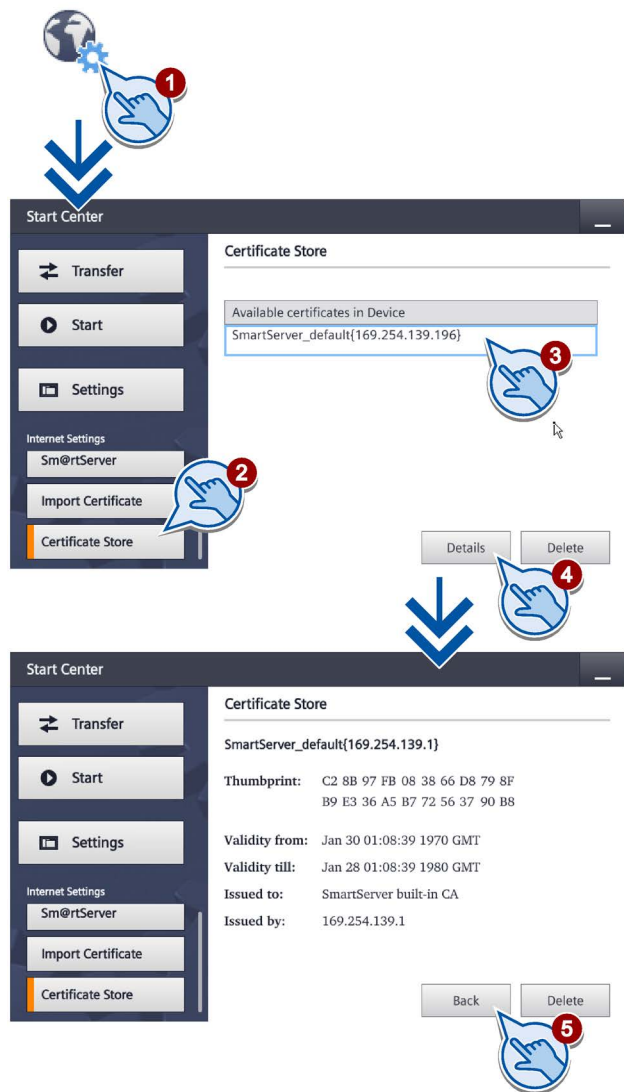 1
Start Center
Transfer
Start
Settings
Internet Settings
Sm@rtServer
Import Certificate
Certificate Store
2
Certificate Store
Available certificates in Device
SmartServer_default{169.254.139.196}
3
Details
Delete
4
Start Center
Transfer
Start
Settings
Internet Settings
Sm@rtServer
Import Certificate
Certificate Store
Certificate Store
SmartServer_default{169.254.139.1}
Thumbprint: C2 8B 97 FB 08 38 66 D8 79 8F
B9 E3 36 A5 B7 72 56 37 90 B8
Validity from: Jan 30 01:08:39 1970 GMT
Validity till: Jan 28 01:08:39 1980 GMT
Issued to: SmartServer built-in CA
Issued by: 169.254.139.1
Back
Delete
5